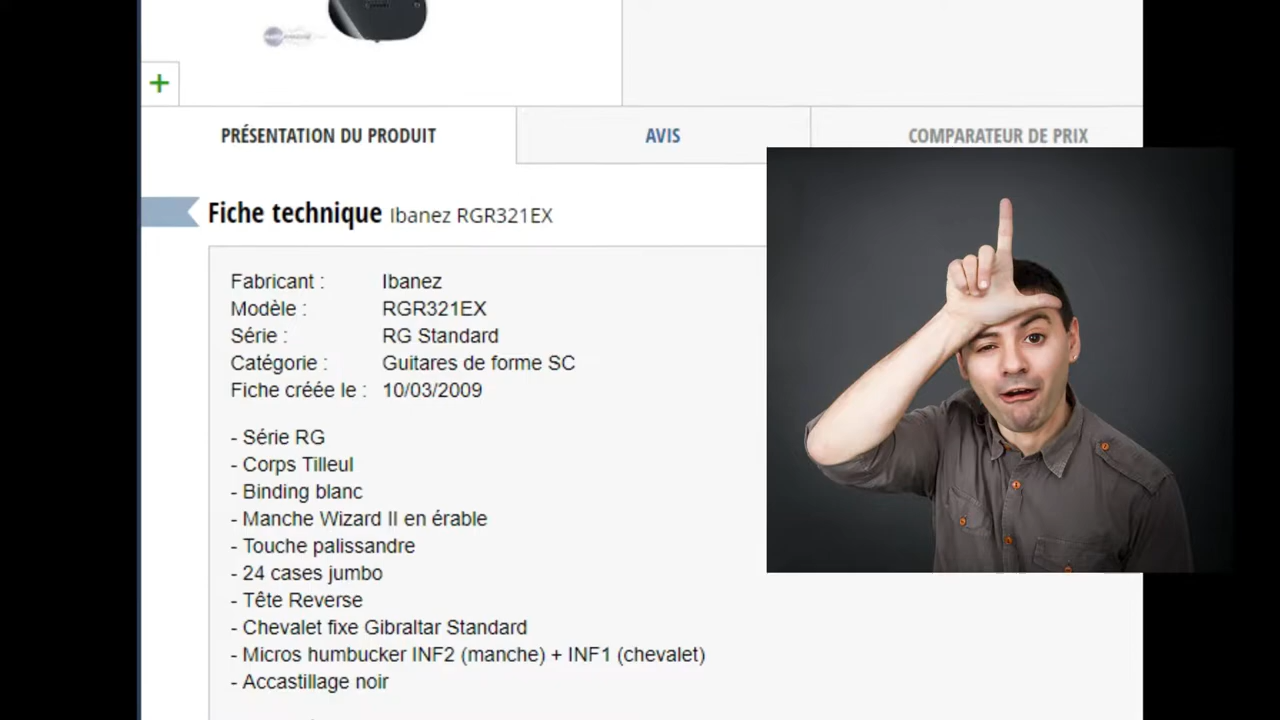 +
PRÉSENTATION DU PRODUIT
AVIS
COMPARATEUR DE PRIX
Fiche technique Ibanez RGR321EX
Fabricant : Ibanez
Modèle : RGR321EX
Série : RG Standard
Catégorie : Guitares de forme SC
Fiche créée le : 10/03/2009
- Série RG
- Corps Tilleul
- Binding blanc
- Manche Wizard II en érable
- Touche palissandre
- 24 cases jumbo
- Tête Reverse
- Chevalet fixe Gibraltar Standard
- Micros humbucker INF2 (manche) + INF1 (chevalet)
- Accastillage noir